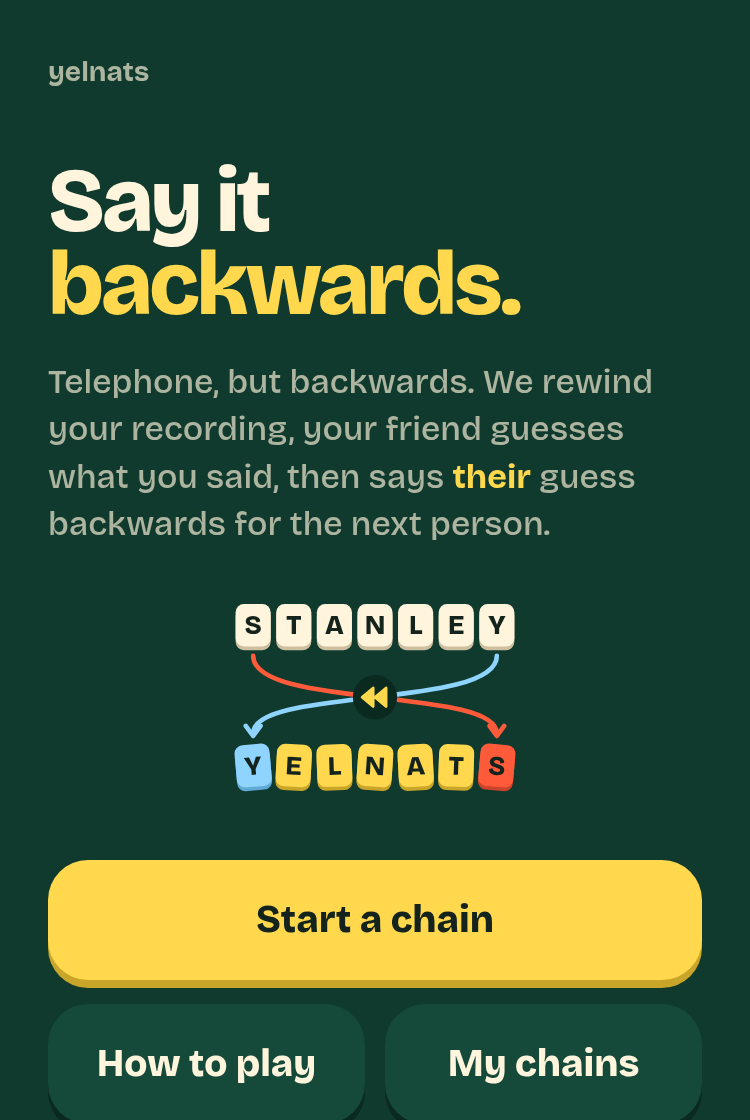 yelnats
Say it
backwards.
Telephone, but backwards. We rewind
your recording, your friend guesses
what you said, then says their guess
backwards for the next person.
STANLEY
YELNATS
Start a chain
How to play
My chains